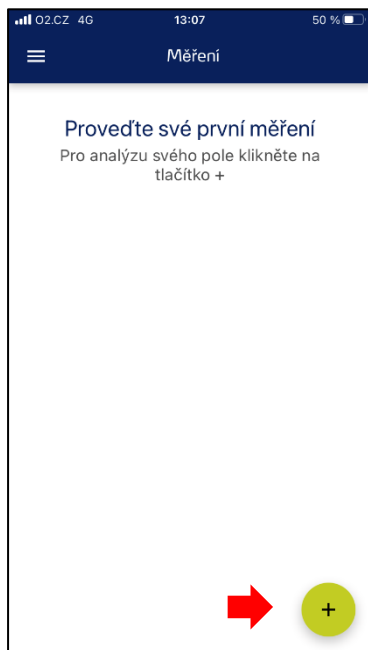 O2.CZ 4G 13:07 50 %
Měření
Proveďte své první měření
Pro analýzu svého pole klikněte na
tlačítko +
+